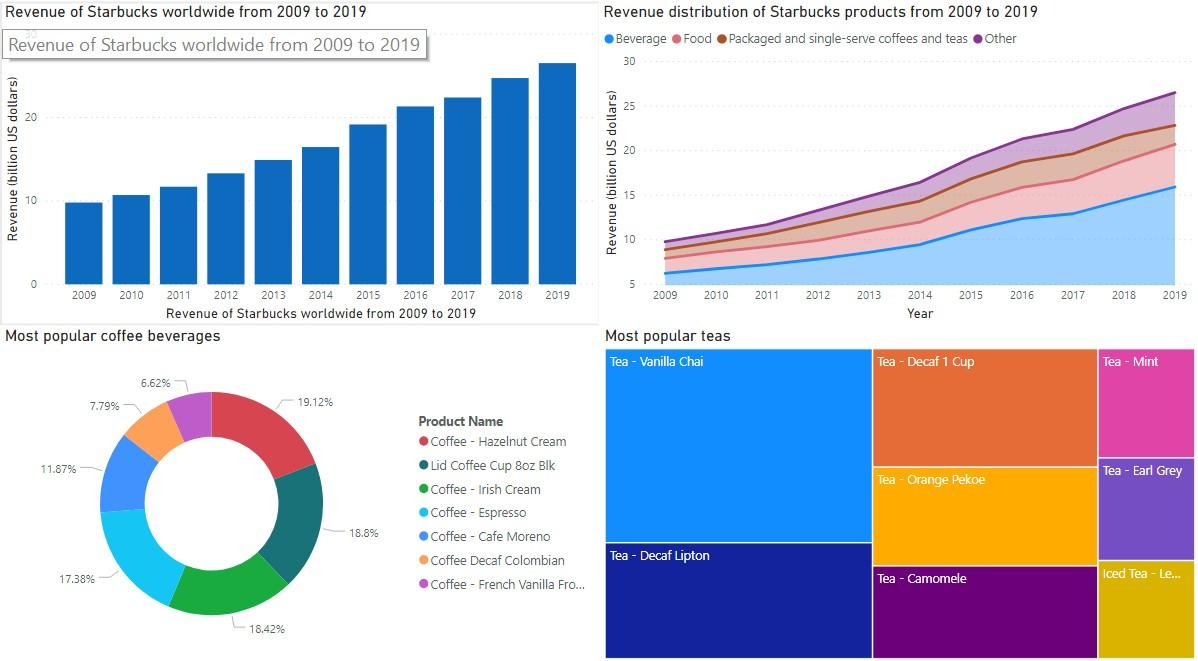 Revenue of Starbucks worldwide from 2009 to 2019
30
Revenue of Starbucks worldwide from 2009 to 2019
Revenue (billion US dollars)
20
10
0
2009 2010 2011 2012 2013 2014 2015 2016 2017 2018 2019
Revenue of Starbucks worldwide from 2009 to 2019
Revenue distribution of Starbucks products from 2009 to 2019
Beverage Food Packaged and single-serve coffees and teas Other
Revenue (billion US dollars)
30
25
20
15
10
5
2009 2010 2011 2012 2013 2014 2015 2016 2017 2018 2019
Year
Most popular coffee beverages
6.62%
19.12%
7.79%
11.87%
18.8%
17.38%
18.42%
Product Name
Coffee - Hazelnut Cream
Lid Coffee Cup 8oz Blk
Coffee - Irish Cream
Coffee - Espresso
Coffee - Cafe Moreno
Coffee Decaf Colombian
Coffee - French Vanilla Fro...
Most popular teas
Tea - Vanilla Chai
Tea - Decaf Lipton
Tea - Decaf 1 Cup
Tea - Orange Pekoe
Tea - Camomele
Tea - Mint
Tea - Earl Grey
Iced Tea - Le...